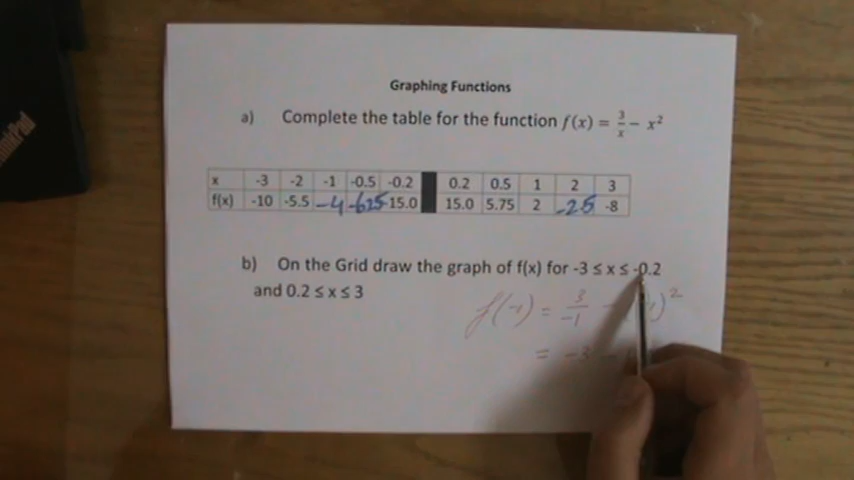 Graphing Functions
a) Complete the table for the function f(x) = 3/x − x²
x -3 -2 -1 -0.5 -0.2 0.2 0.5 1 2 3
f(x) -10 -5.5 -4 -625 -15.0 15.0 5.75 2 -2.5 -8
b) On the Grid draw the graph of f(x) for -3 ≤ x ≤ -0.2
and 0.2 ≤ x ≤ 3
f(-1) = 3/-1 − 1)²
= -3